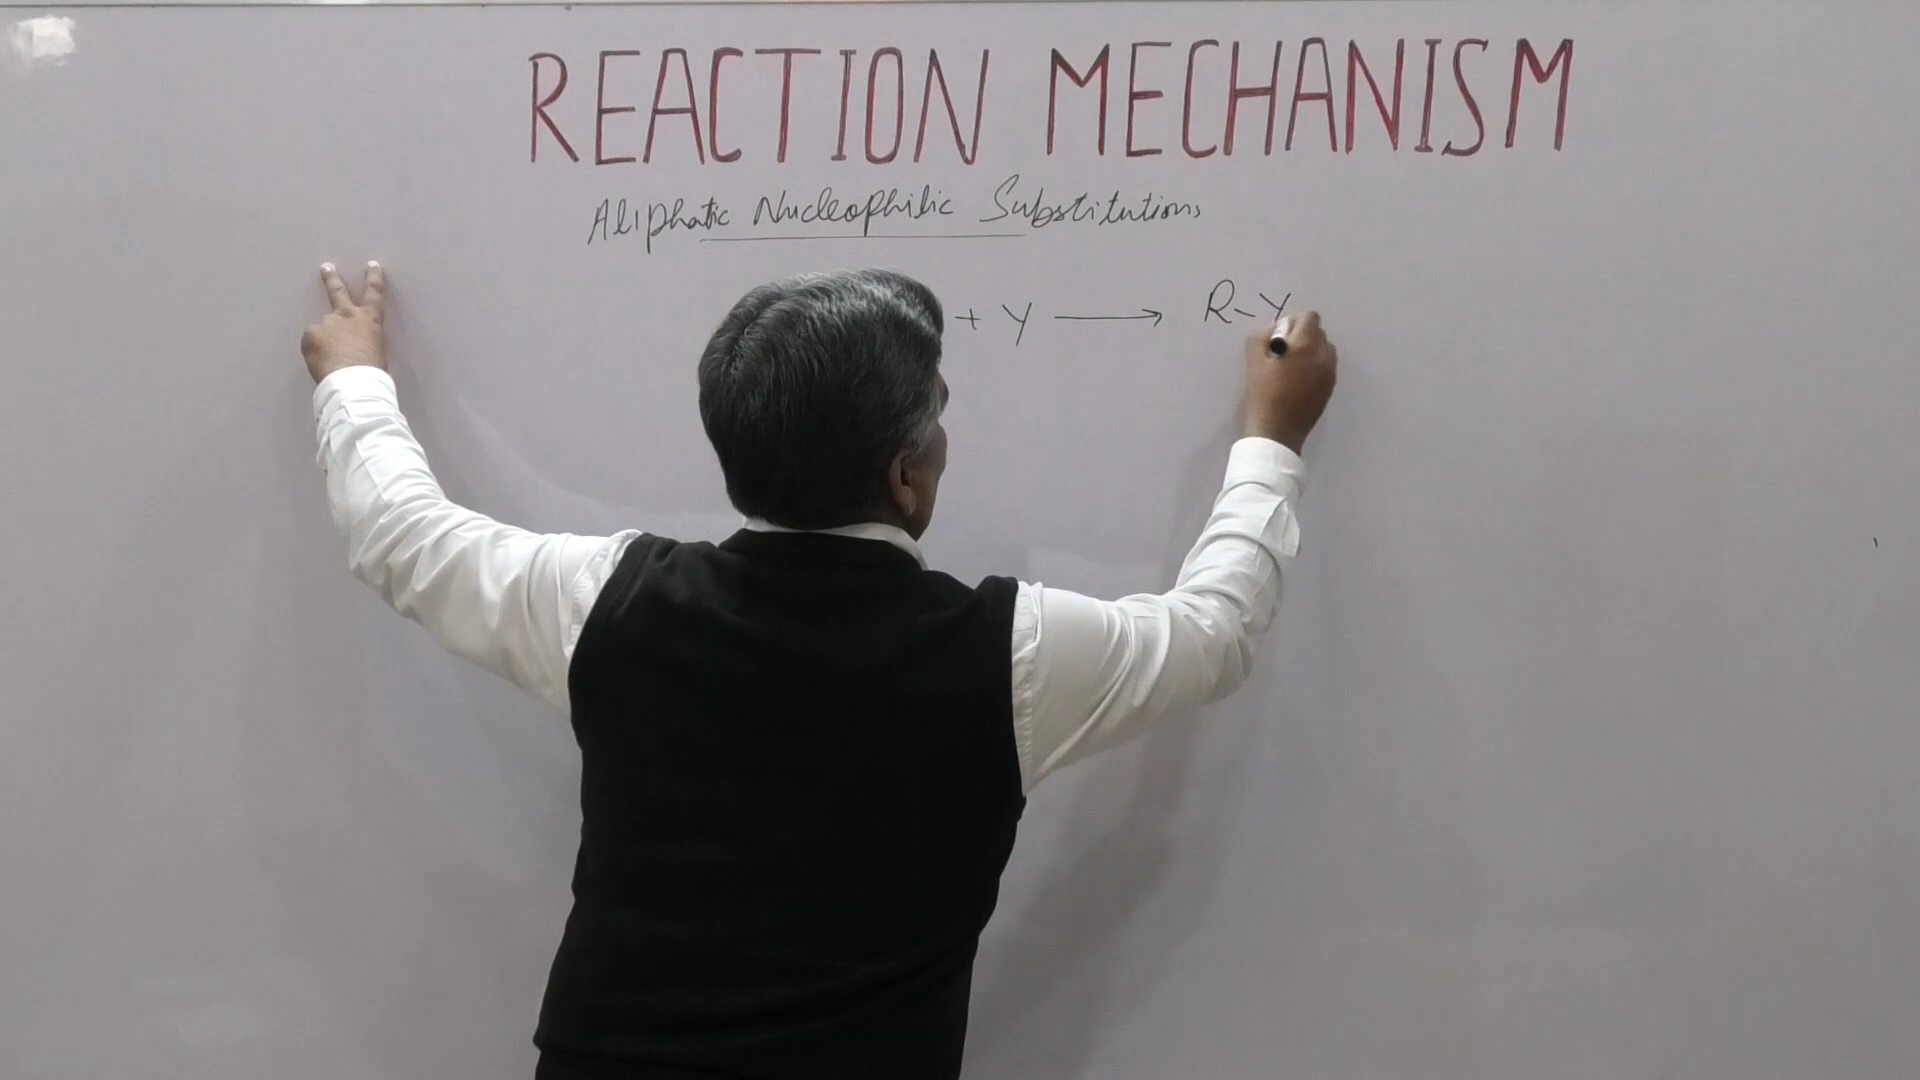 REACTION MECHANISM
Aliphatic Nucleophilic Substitutions
+ Y ⟶ R-Y